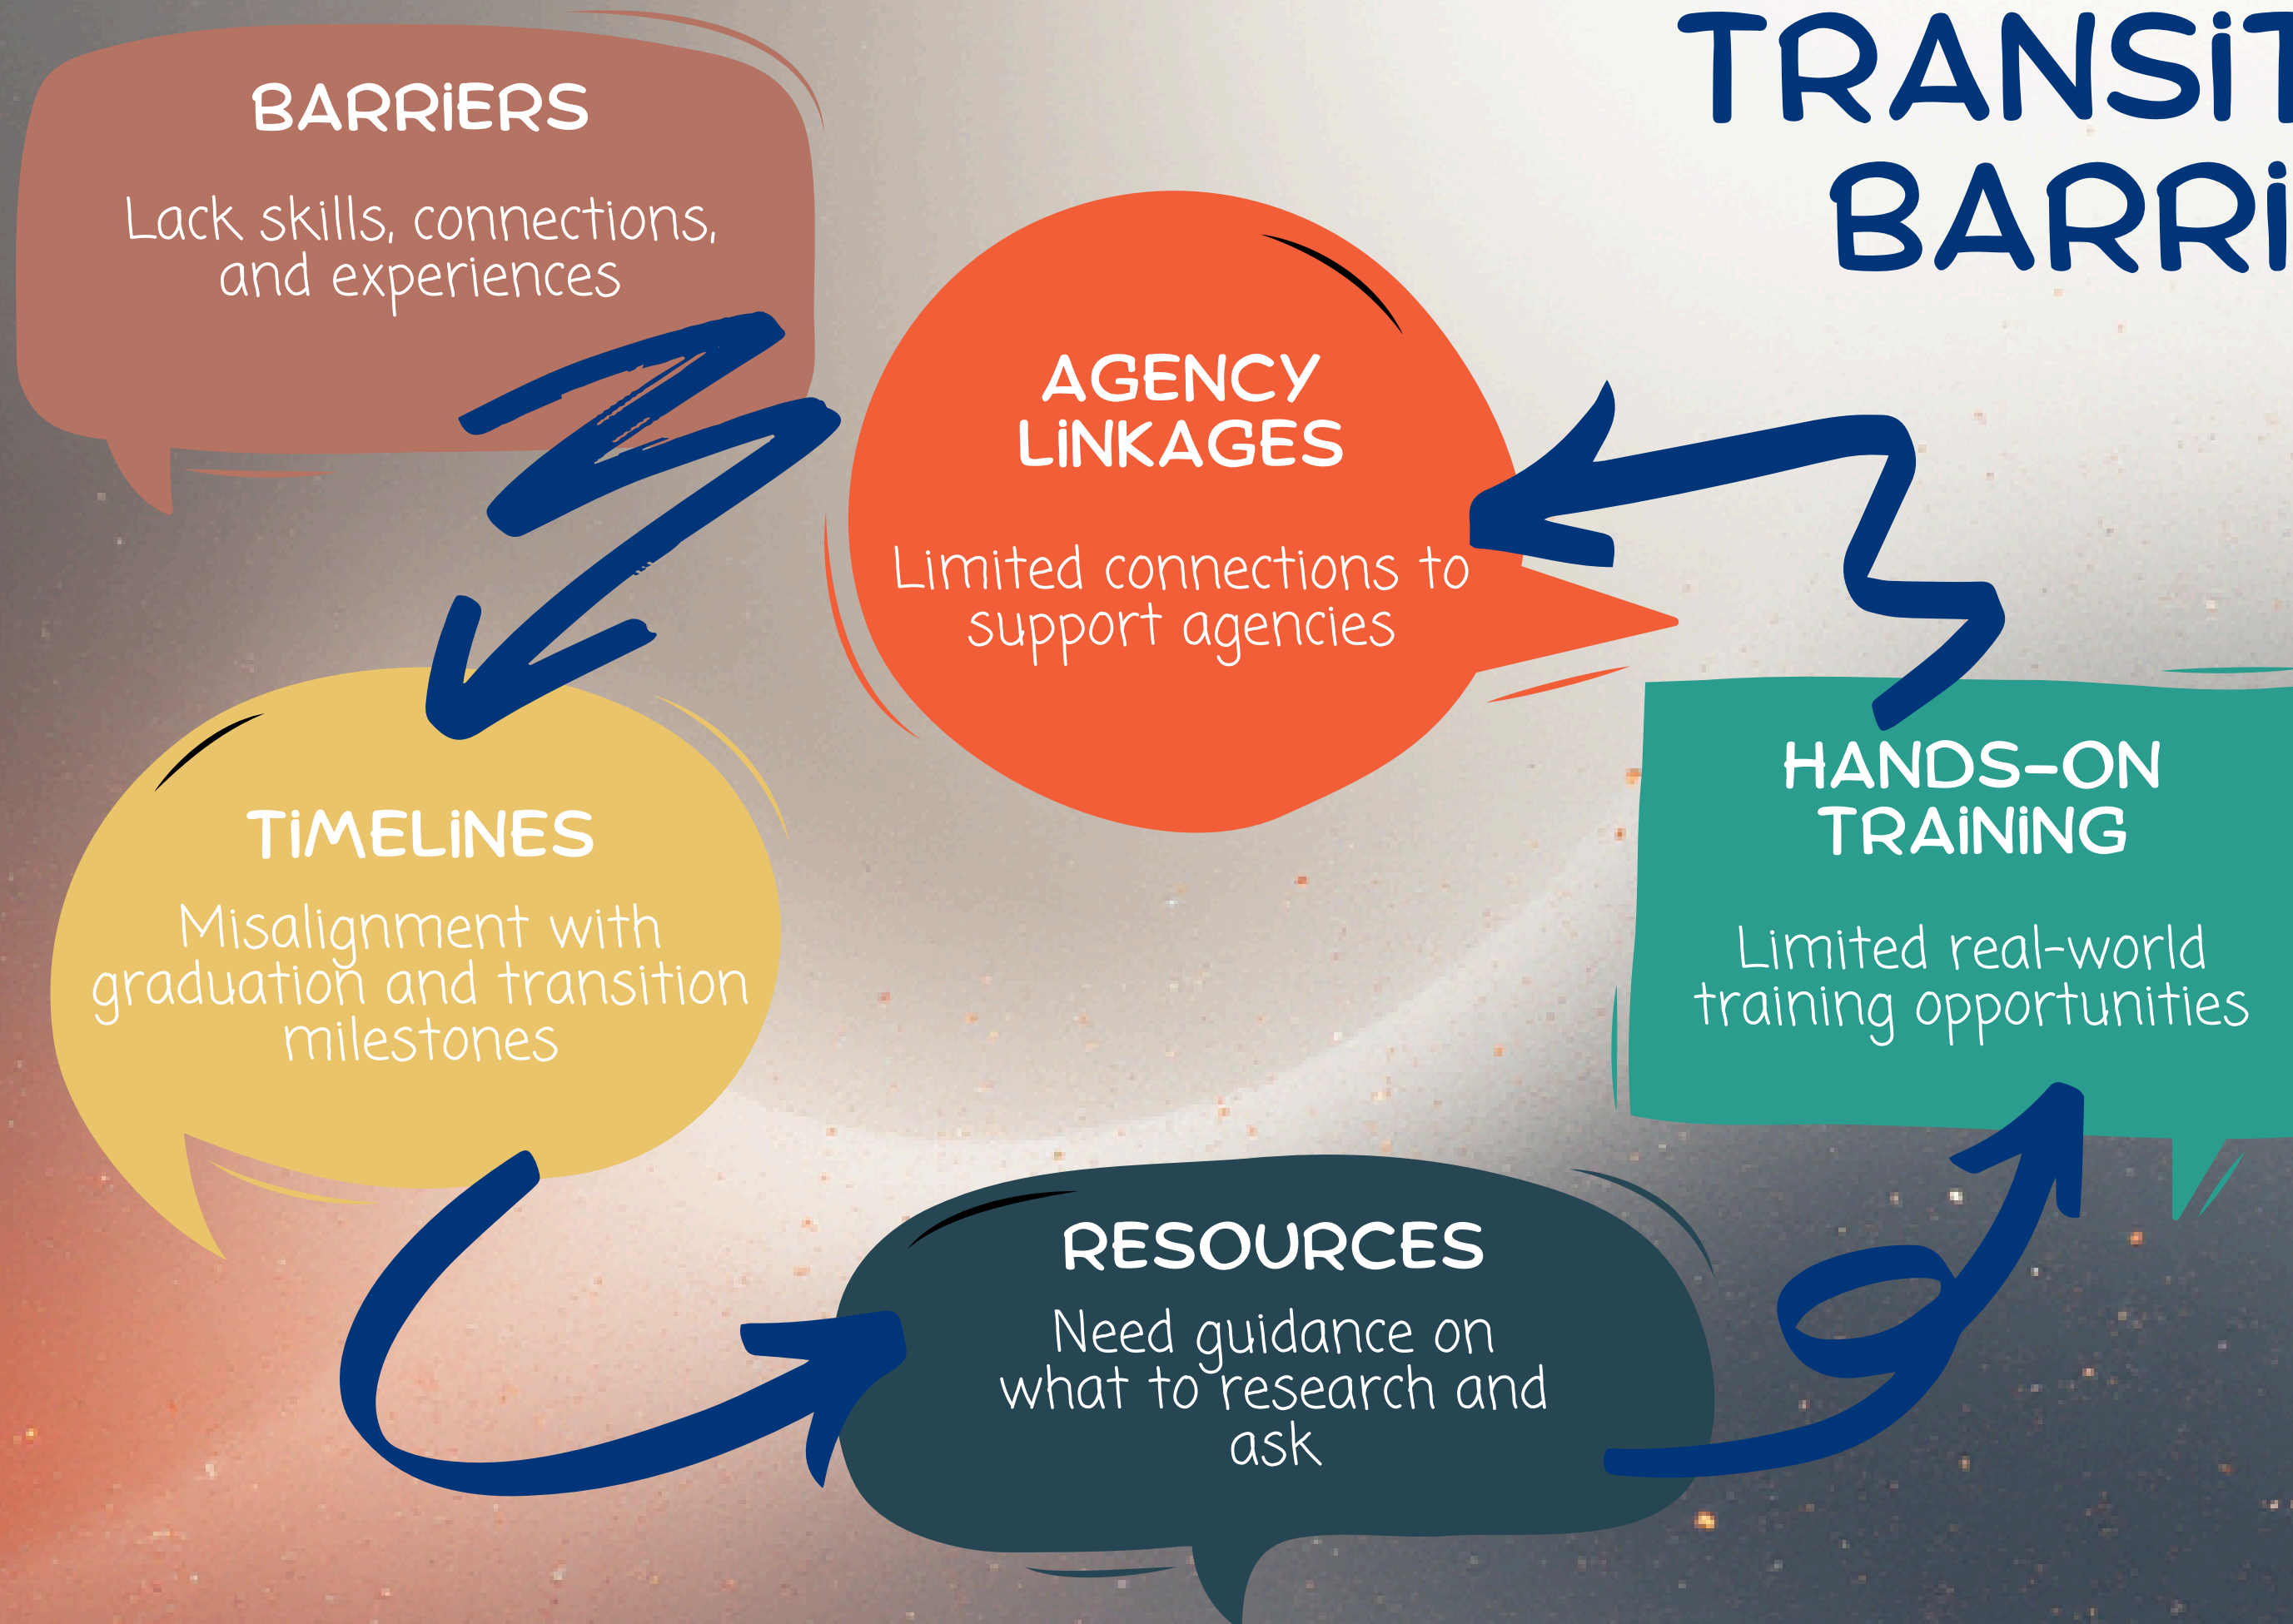 TRANSIT
BARRI
BARRIERS
Lack skills, connections,
and experiences
TIMELINES
Misalignment with
graduation and transition
milestones
RESOURCES
Need guidance on
what to research and
ask
HANDS-ON
TRAINING
Limited real-world
training opportunities
AGENCY
LINKAGES
Limited connections to
support agencies